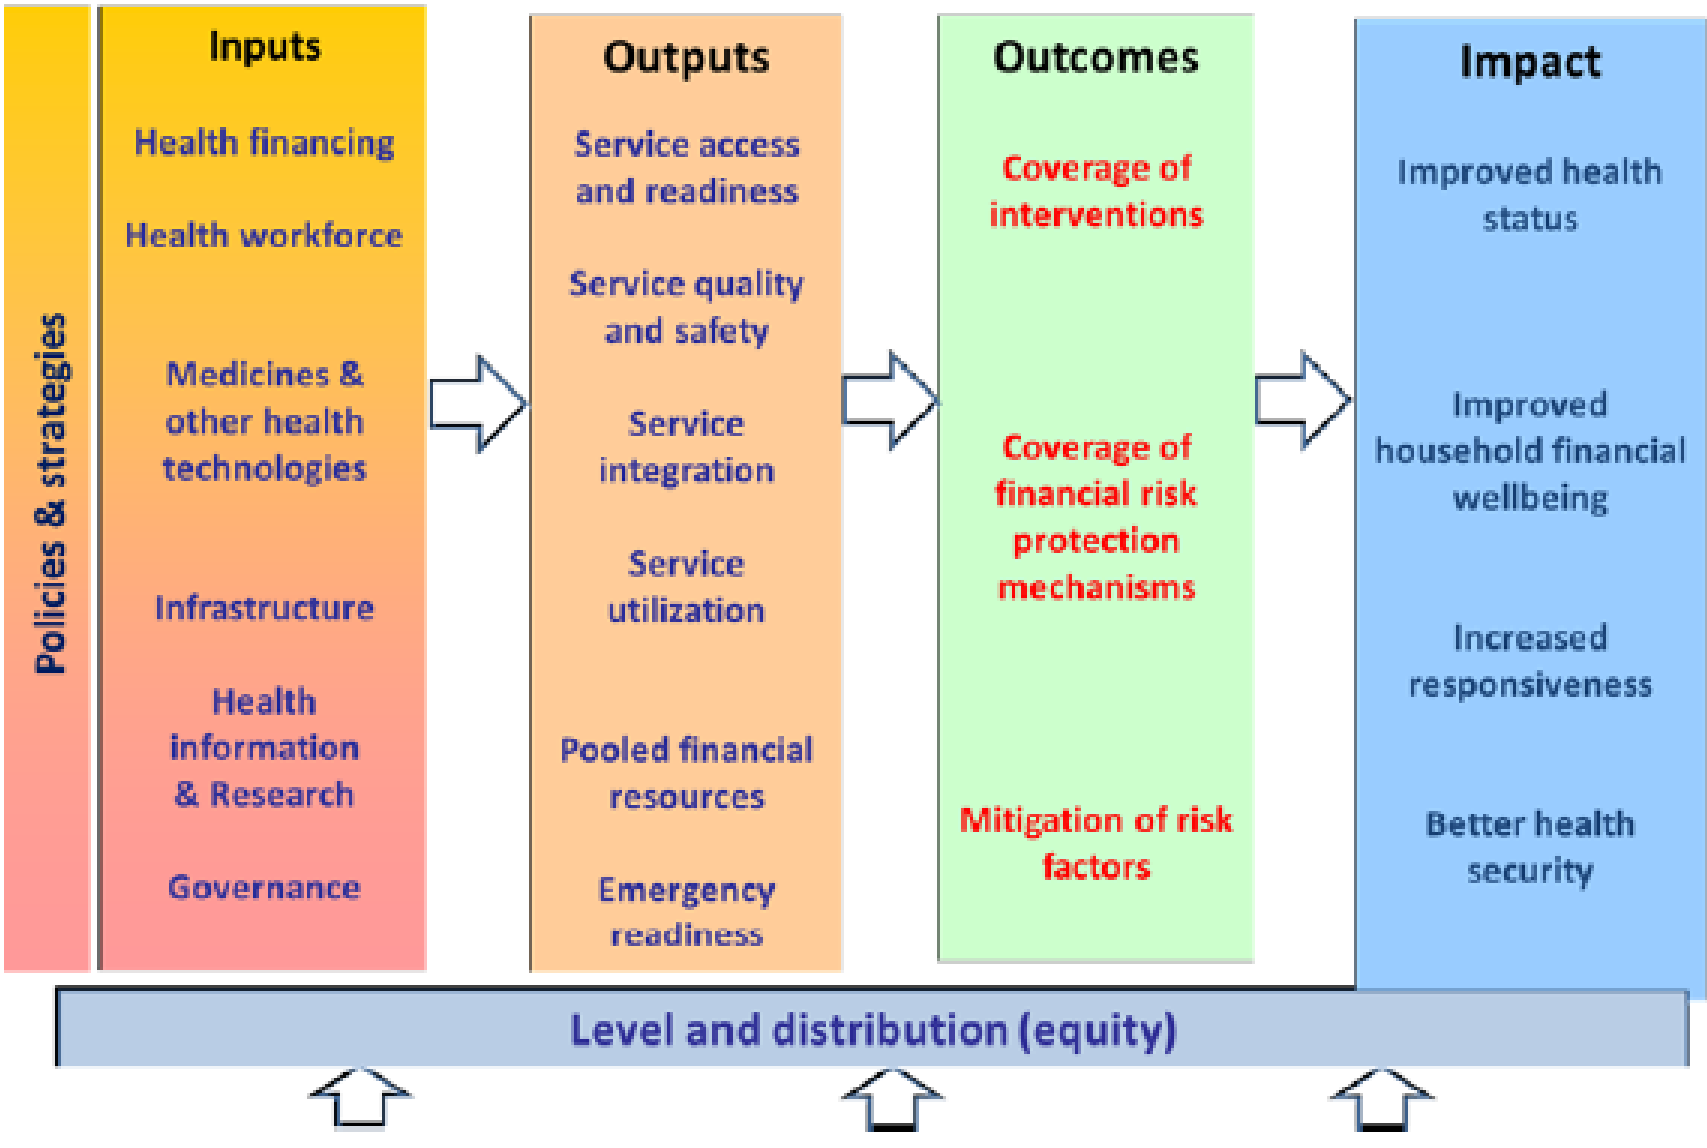 Policies & strategies
Inputs
Health financing
Health workforce
Medicines &
other health
technologies
Infrastructure
Health
information
& Research
Governance
Outputs
Service access
and readiness
Service quality
and safety
Service
integration
Service
utilization
Pooled financial
resources
Emergency
readiness
Outcomes
Coverage of
interventions
Coverage of
financial risk
protection
mechanisms
Mitigation of risk
factors
Impact
Improved health
status
Improved
household financial
wellbeing
Increased
responsiveness
Better health
security
Level and distribution (equity)